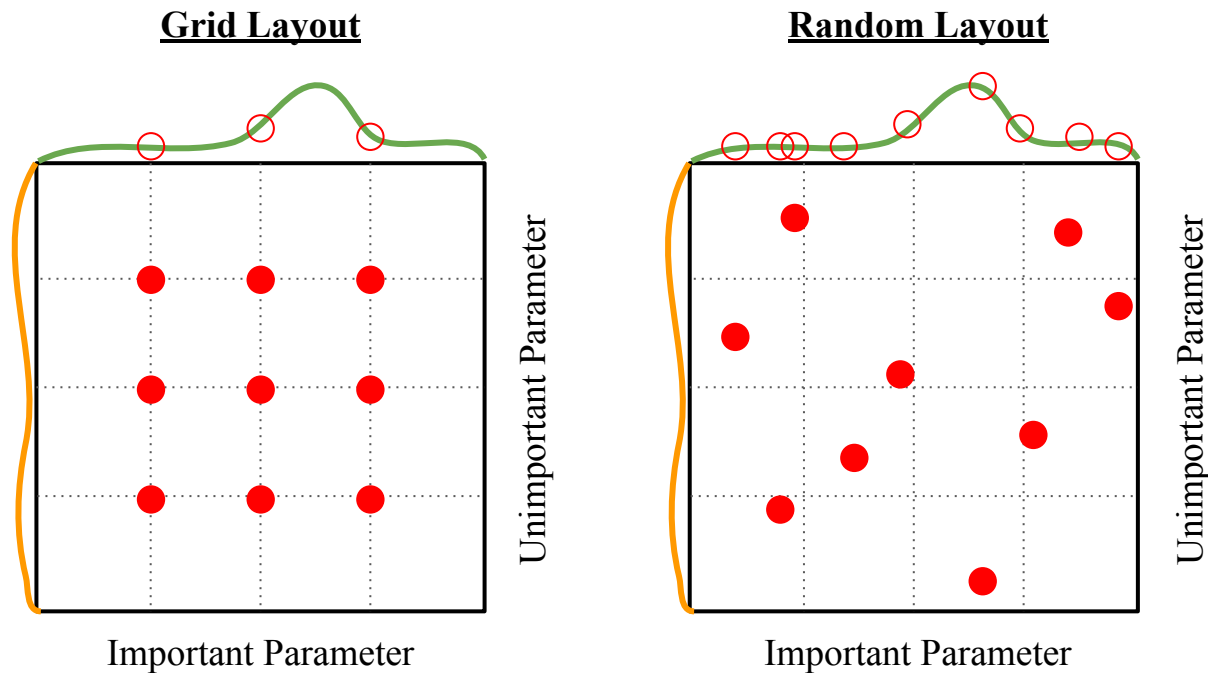 Grid Layout
Random Layout
Unimportant Parameter
Unimportant Parameter
Important Parameter
Important Parameter